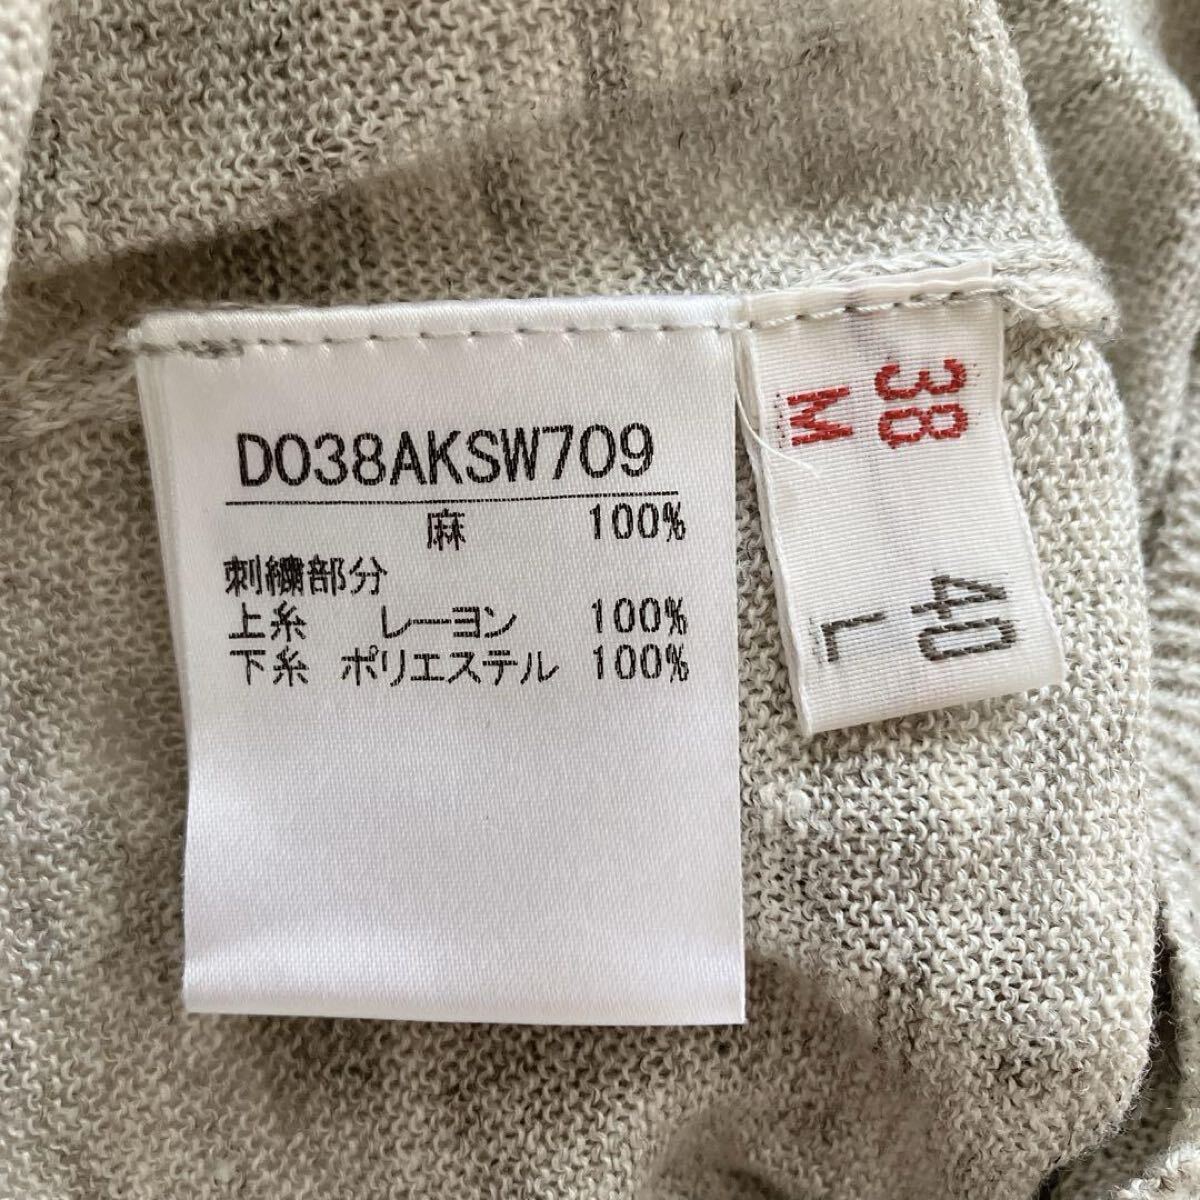 D038AKSW709
麻 100%
刺繍部分
上糸 レーヨン 100%
下糸 ポリエステル 100%
38
M
40
L